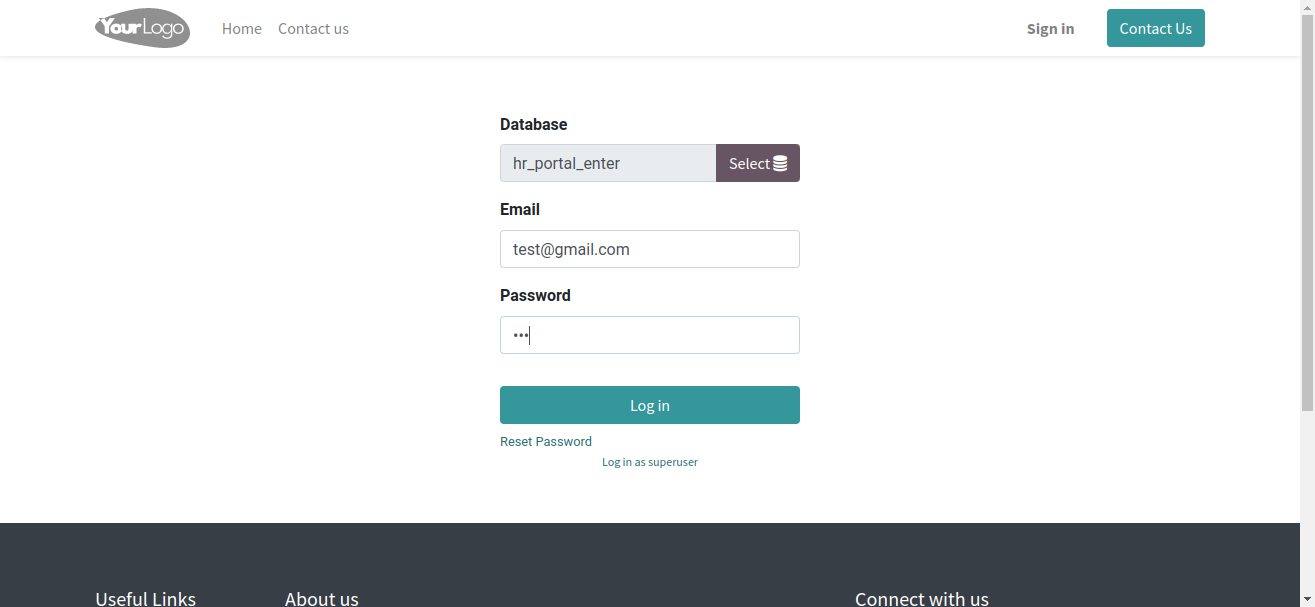 YourLogo Home Contact us Sign in Contact Us
Database
hr_portal_enter Select
Email
test@gmail.com
Password
•••
Log in
Reset Password
Log in as superuser
Useful Links About us Connect with us